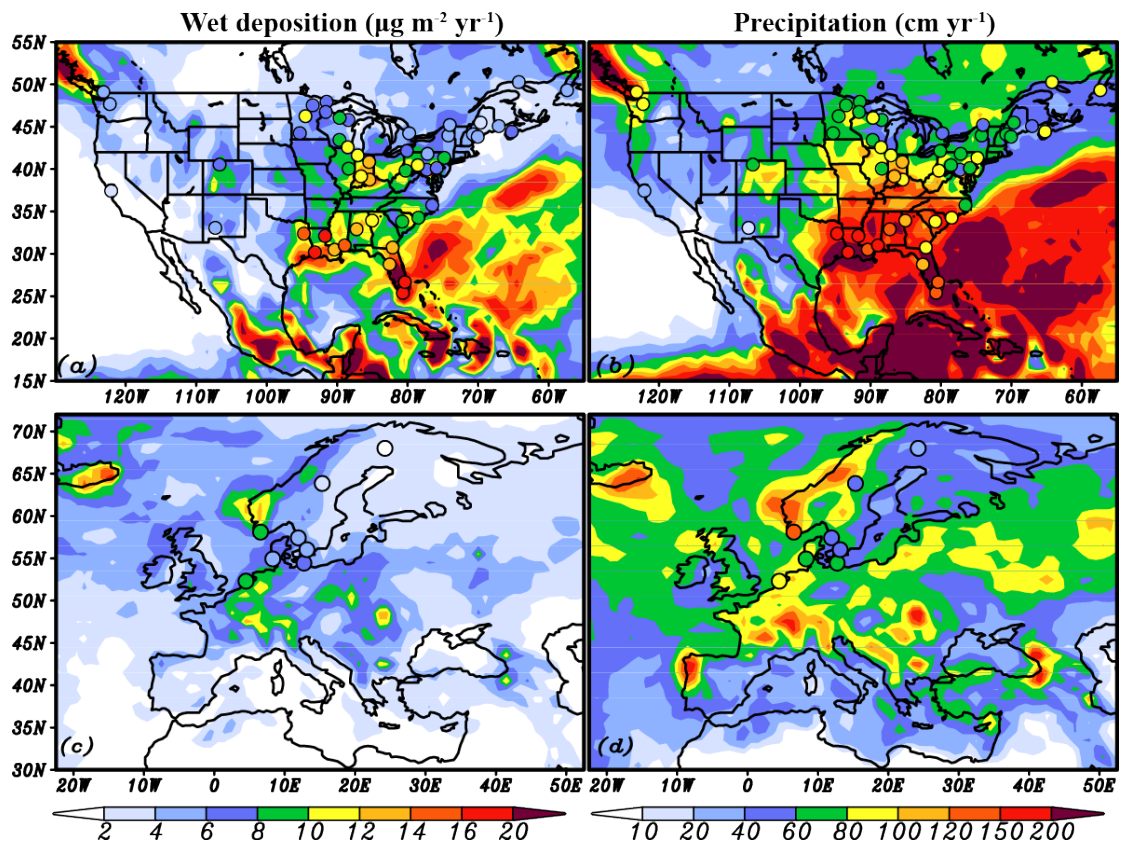 Wet deposition (µg m-2 yr-1) Precipitation (cm yr-1)
55N
50N
45N
40N
35N
30N
25N
20N
15N
(a) (b)
120W 110W 100W 90W 80W 70W 60W 120W 110W 100W 90W 80W 70W 60W
70N
65N
60N
55N
50N
45N
40N
35N
30N
(c) (d)
20W 10W 0 10E 20E 30E 40E 50E 20W 10W 0 10E 20E 30E 40E 50E
2 4 6 8 10 12 14 16 20 10 20 40 60 80 100 120 150 200